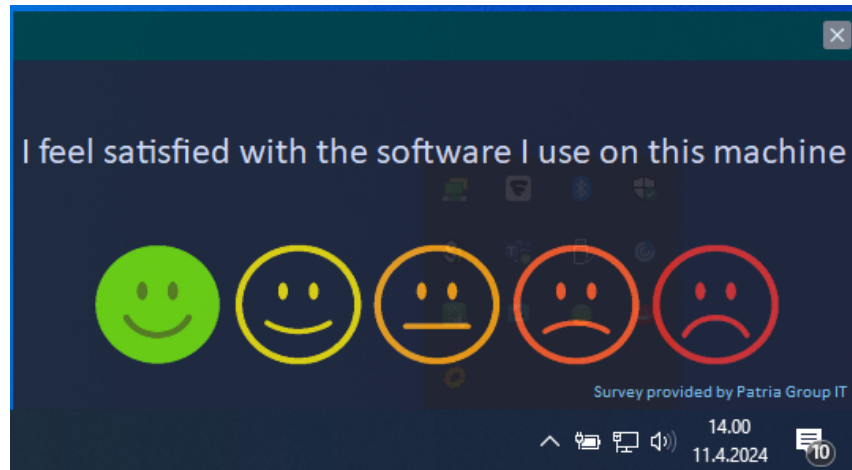 I feel satisfied with the software I use on this machine
Survey provided by Patria Group IT
14.00
11.4.2024
10